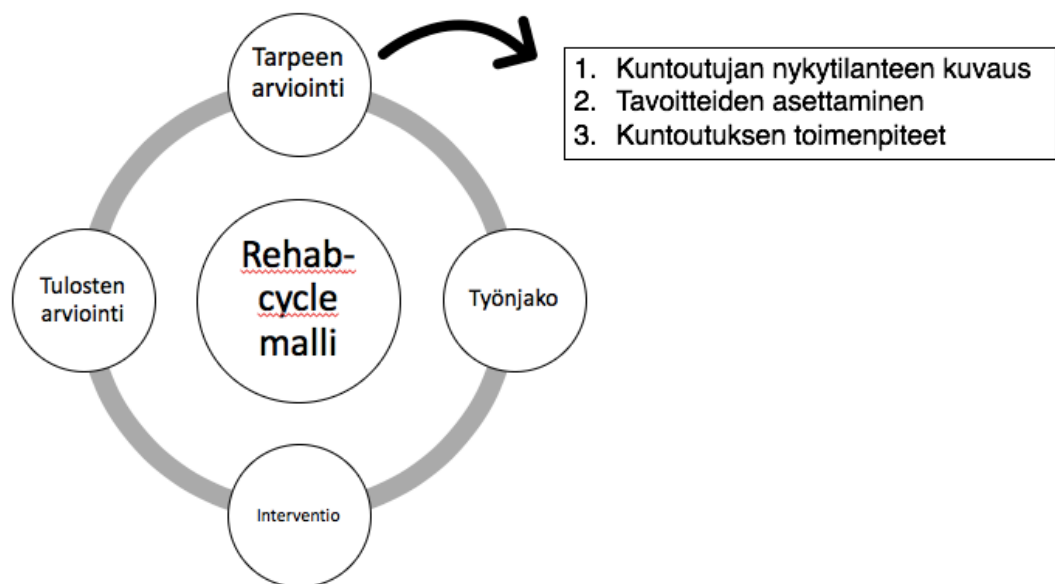 Tarpeen
arviointi
1. Kuntoutujan nykytilanteen kuvaus
2. Tavoitteiden asettaminen
3. Kuntoutuksen toimenpiteet
Rehab-
cycle
malli
Tulosten
arviointi
Työnjako
Interventio